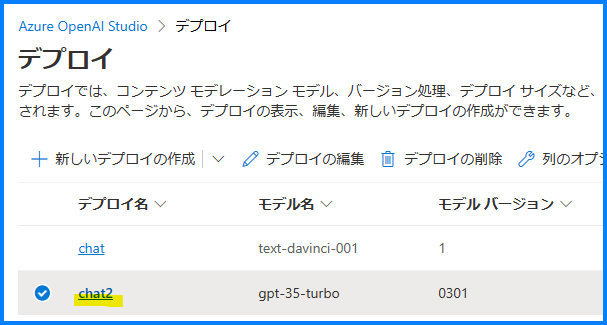 Azure OpenAI Studio > デプロイ
デプロイ
デプロイでは、コンテンツ モデレーション モデル、バージョン処理、デプロイ サイズなど、
されます。このページから、デプロイの表示、編集、新しいデプロイの作成ができます。
新しいデプロイの作成 デプロイの編集 デプロイの削除 列のオプシ
デプロイ名 モデル名 モデル バージョン
chat text-davinci-001 1
chat2 gpt-35-turbo 0301